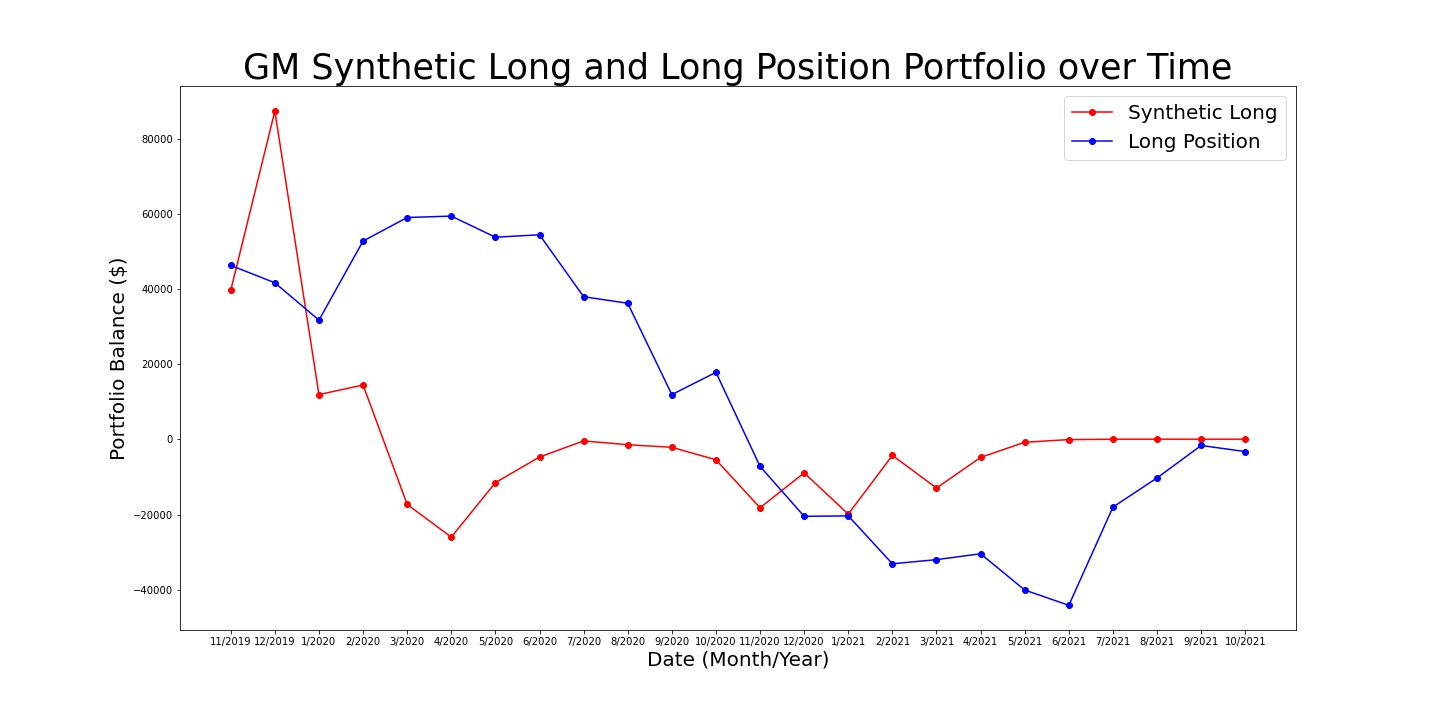 GM Synthetic Long and Long Position Portfolio over Time
Synthetic Long
Long Position
Portfolio Balance ($)
80000
60000
40000
20000
0
−20000
−40000
11/2019 12/2019 1/2020 2/2020 3/2020 4/2020 5/2020 6/2020 7/2020 8/2020 9/2020 10/2020 11/2020 12/2020 1/2021 2/2021 3/2021 4/2021 5/2021 6/2021 7/2021 8/2021 9/2021 10/2021
Date (Month/Year)